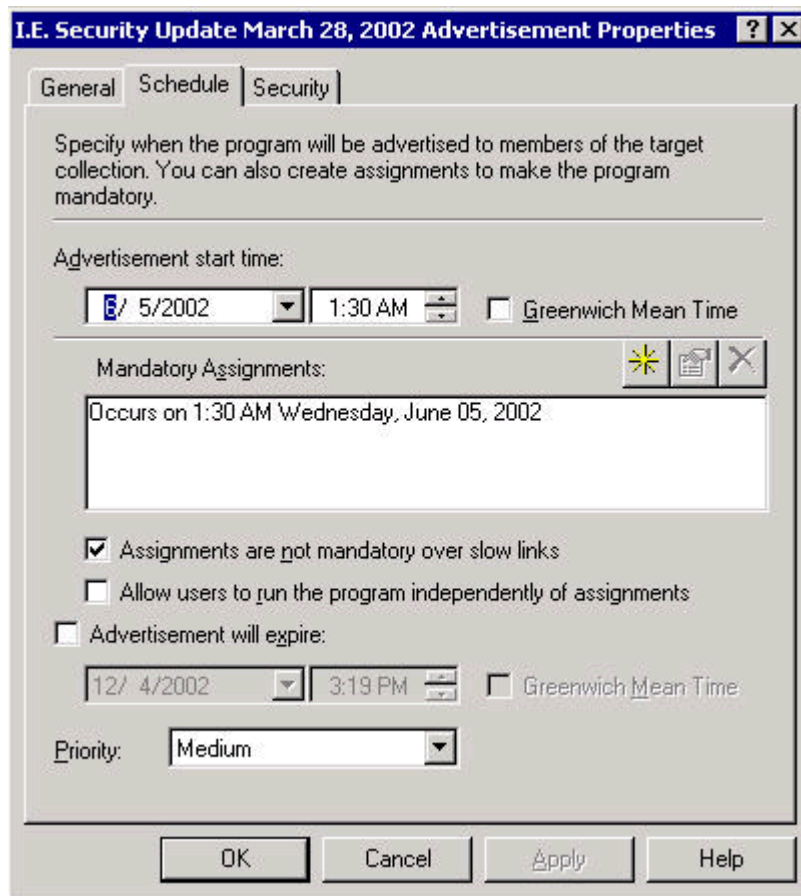 I.E. Security Update March 28, 2002 Advertisement Properties
General Schedule Security
Specify when the program will be advertised to members of the target
collection. You can also create assignments to make the program
mandatory.
Advertisement start time:
6/ 5/2002 1:30 AM Greenwich Mean Time
Mandatory Assignments:
Occurs on 1:30 AM Wednesday, June 05, 2002
Assignments are not mandatory over slow links
Allow users to run the program independently of assignments
Advertisement will expire:
12/ 4/2002 3:19 PM Greenwich Mean Time
Priority: Medium
OK Cancel Apply Help